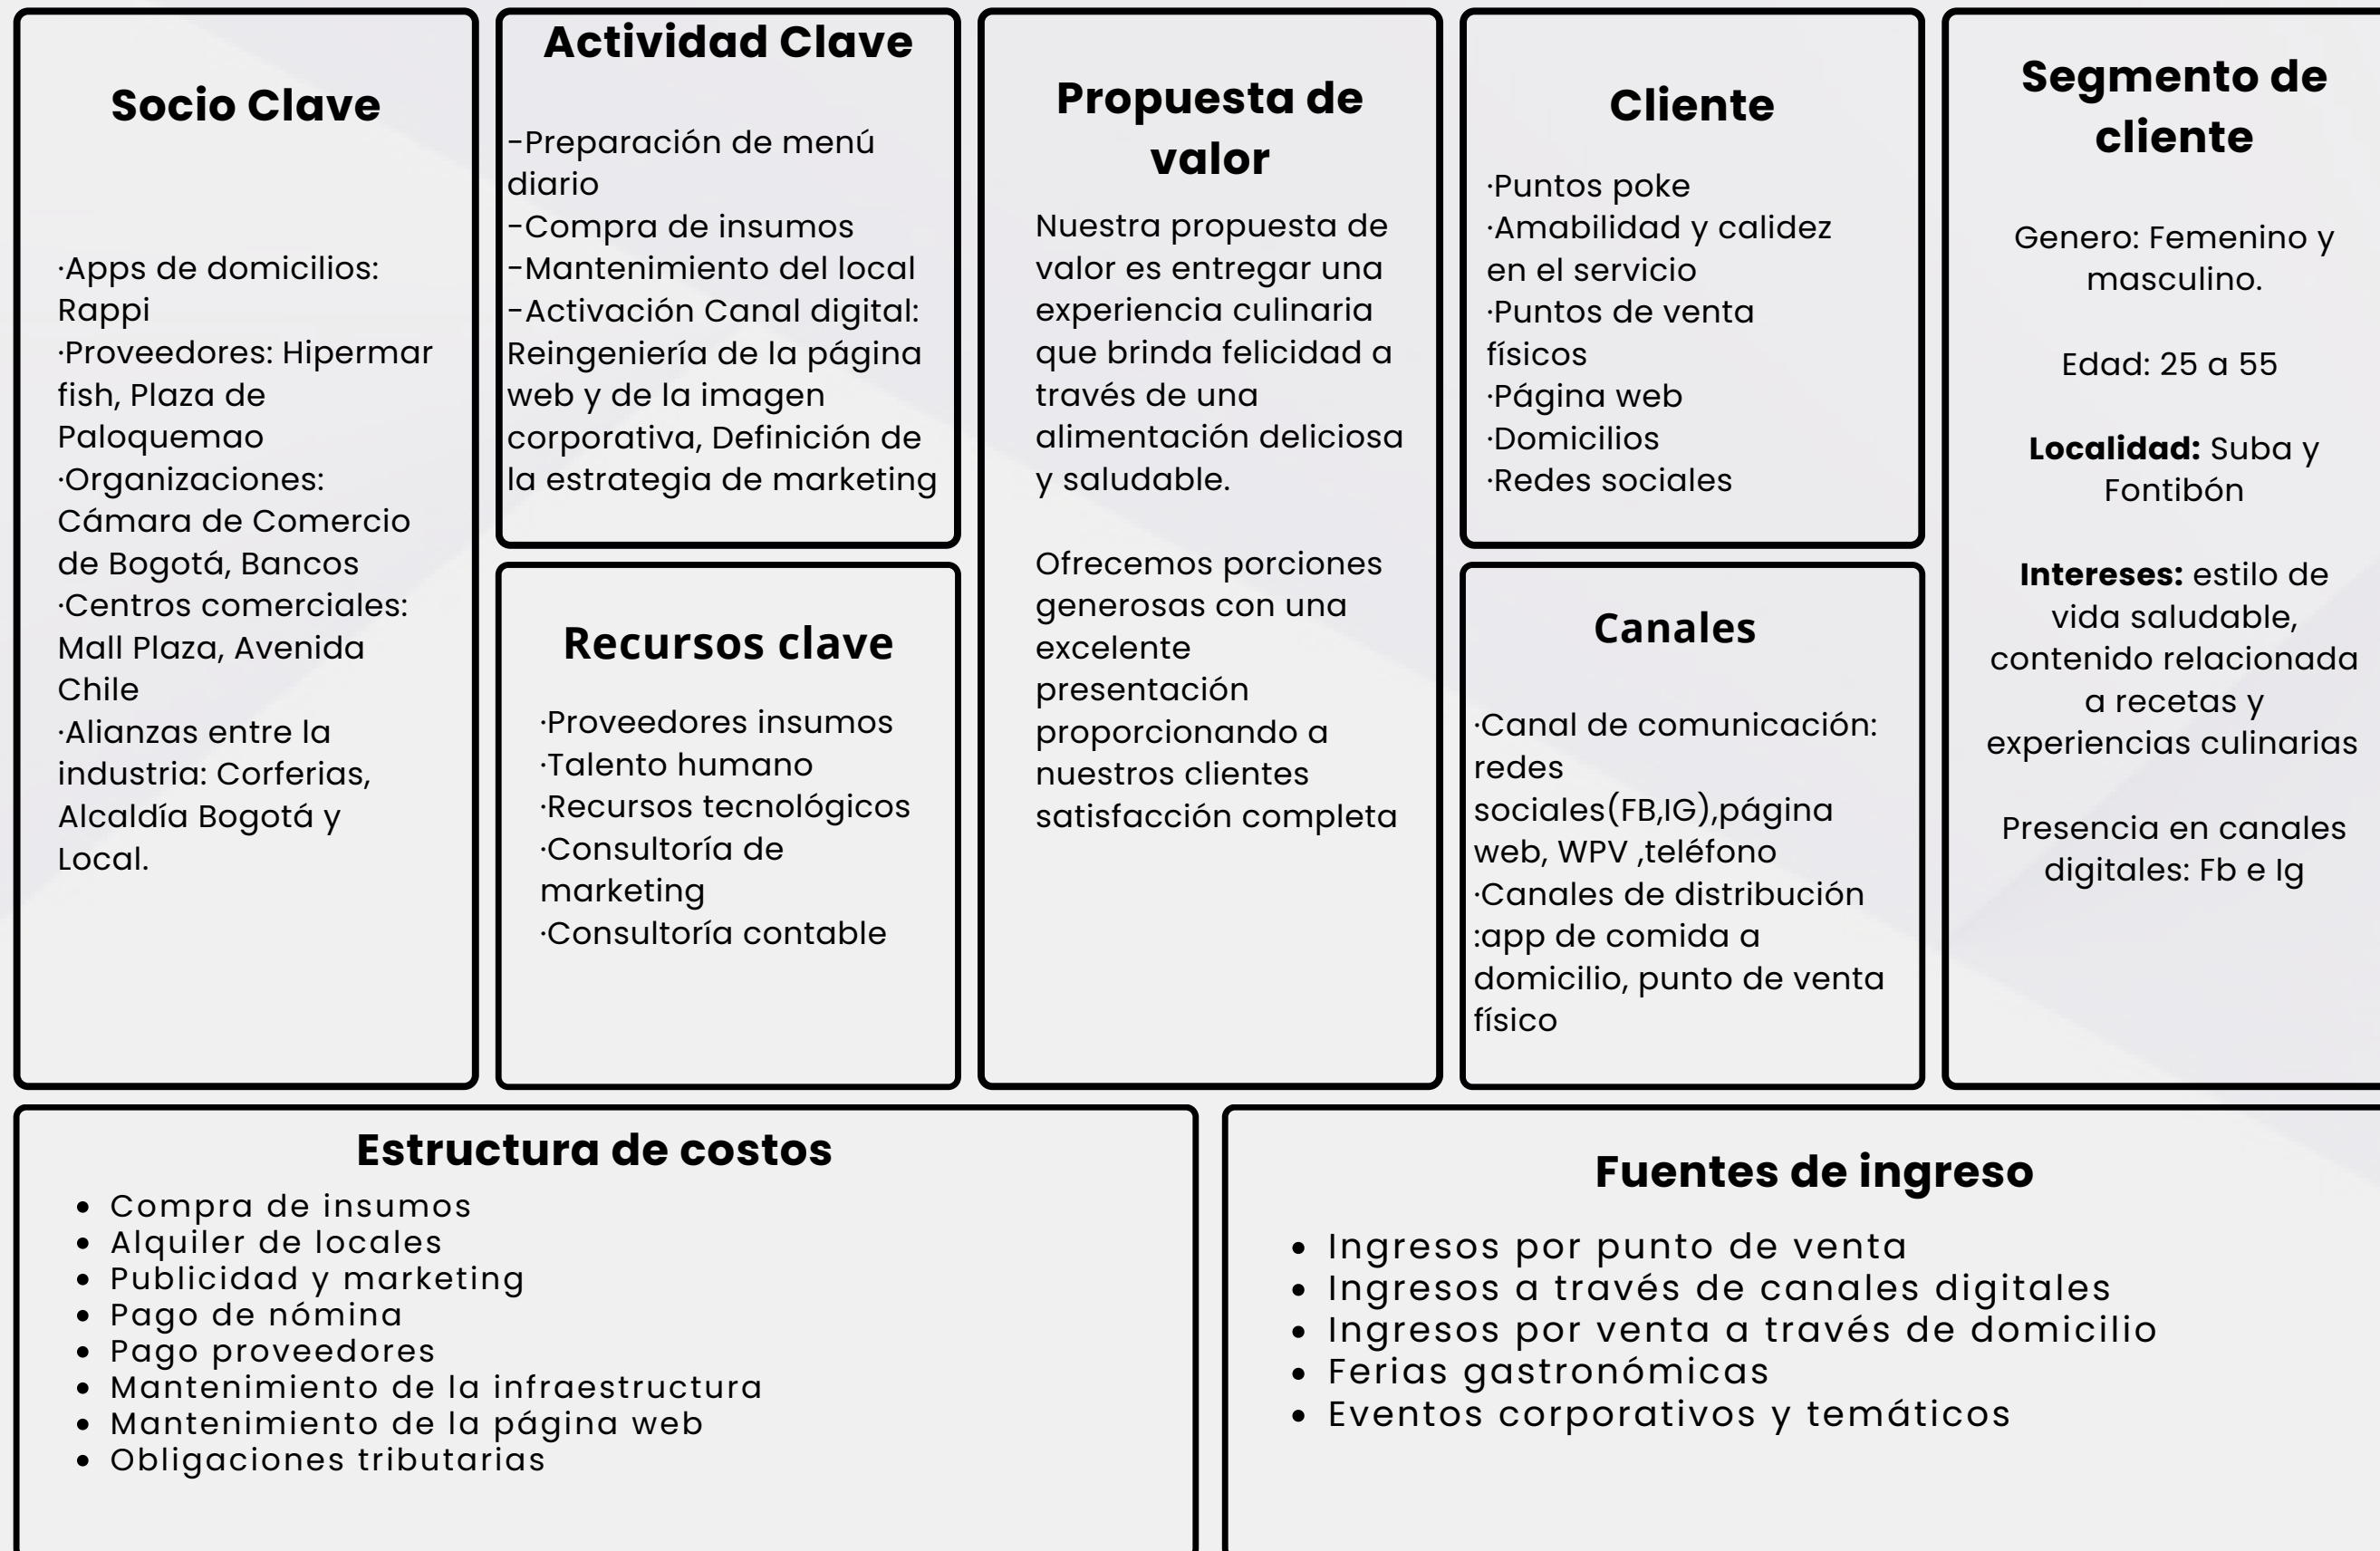 Socio Clave
·Apps de domicilios:
Rappi
·Proveedores: Hipermar
fish, Plaza de
Paloquemao
·Organizaciones:
Cámara de Comercio
de Bogotá, Bancos
·Centros comerciales:
Mall Plaza, Avenida
Chile
·Alianzas entre la
industria: Corferias,
Alcaldía Bogotá y
Local.
Actividad Clave
-Preparación de menú
diario
-Compra de insumos
-Mantenimiento del local
-Activación Canal digital:
Reingeniería de la página
web y de la imagen
corporativa, Definición de
la estrategia de marketing
Recursos clave
·Proveedores insumos
·Talento humano
·Recursos tecnológicos
·Consultoría de
marketing
·Consultoría contable
Propuesta de
valor
Nuestra propuesta de
valor es entregar una
experiencia culinaria
que brinda felicidad a
través de una
alimentación deliciosa
y saludable.
Ofrecemos porciones
generosas con una
excelente
presentación
proporcionando a
nuestros clientes
satisfacción completa
Cliente
·Puntos poke
·Amabilidad y calidez
en el servicio
·Puntos de venta
físicos
·Página web
·Domicilios
·Redes sociales
Canales
·Canal de comunicación:
redes
sociales(FB,IG),página
web, WPV ,teléfono
·Canales de distribución
:app de comida a
domicilio, punto de venta
físico
Segmento de
cliente
Genero: Femenino y
masculino.
Edad: 25 a 55
Localidad: Suba y
Fontibón
Intereses: estilo de
vida saludable,
contenido relacionada
a recetas y
experiencias culinarias
Presencia en canales
digitales: Fb e Ig
Estructura de costos
• Compra de insumos
• Alquiler de locales
• Publicidad y marketing
• Pago de nómina
• Pago proveedores
• Mantenimiento de la infraestructura
• Mantenimiento de la página web
• Obligaciones tributarias
Fuentes de ingreso
• Ingresos por punto de venta
• Ingresos a través de canales digitales
• Ingresos por venta a través de domicilio
• Ferias gastronómicas
• Eventos corporativos y temáticos